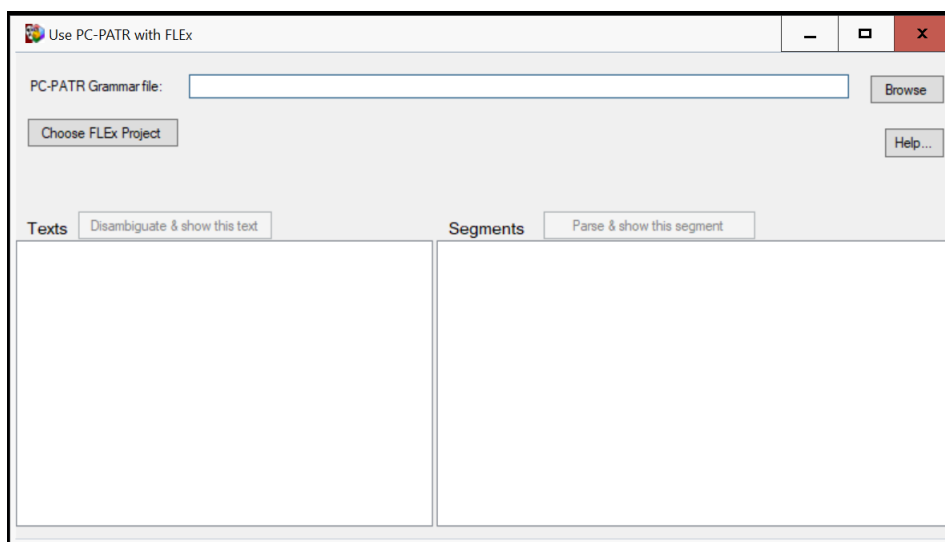 Use PC-PATR with FLEx
PC-PATR Grammar file:
Browse
Choose FLEx Project
Help...
Texts
Disambiguate & show this text
Segments
Parse & show this segment